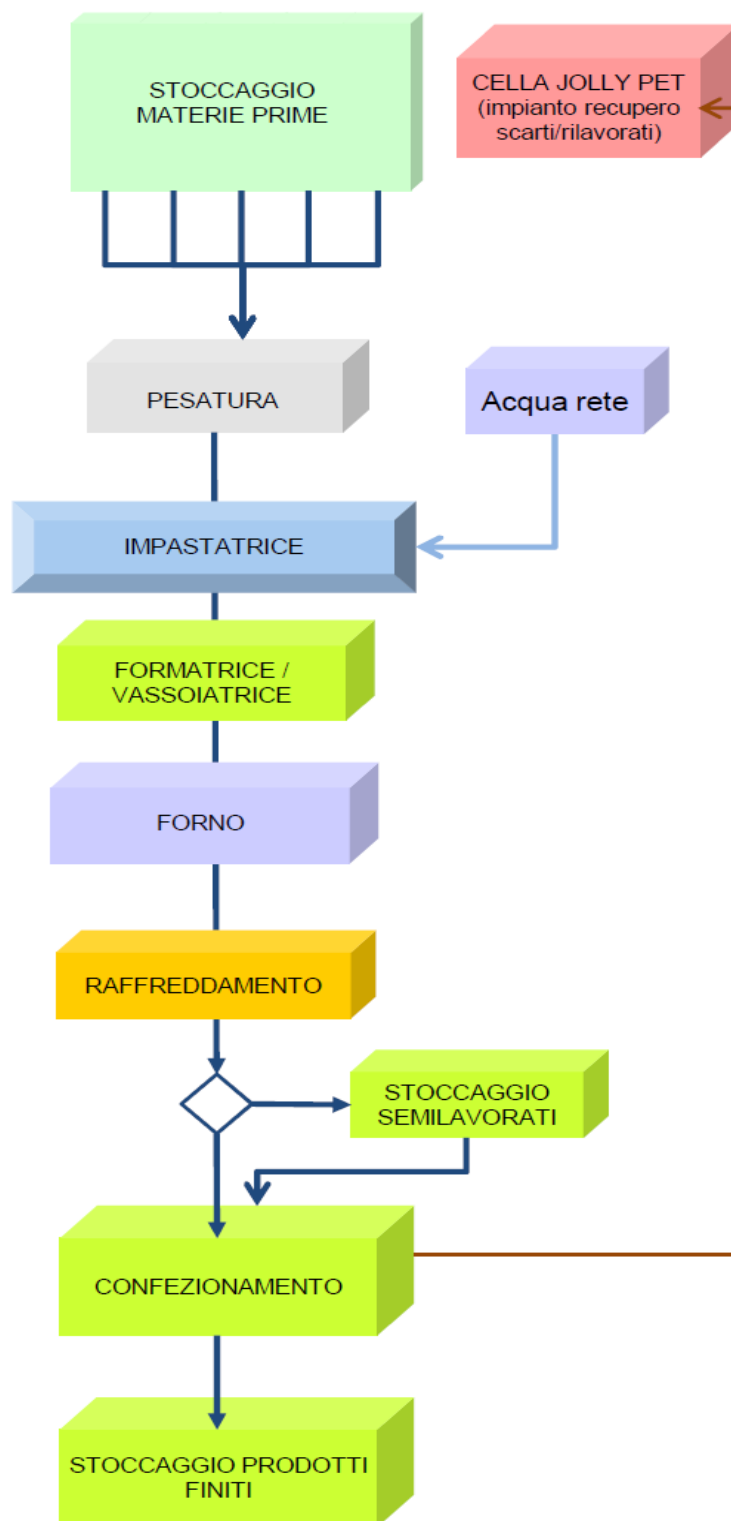 STOCCAGGIO
MATERIE PRIME
CELLA JOLLY PET
(impianto recupero
scarti/rilavorati)
PESATURA
Acqua rete
IMPASTATRICE
FORMATRICE /
VASSOIATRICE
FORNO
RAFFREDDAMENTO
STOCCAGGIO
SEMILAVORATI
CONFEZIONAMENTO
STOCCAGGIO PRODOTTI
FINITI